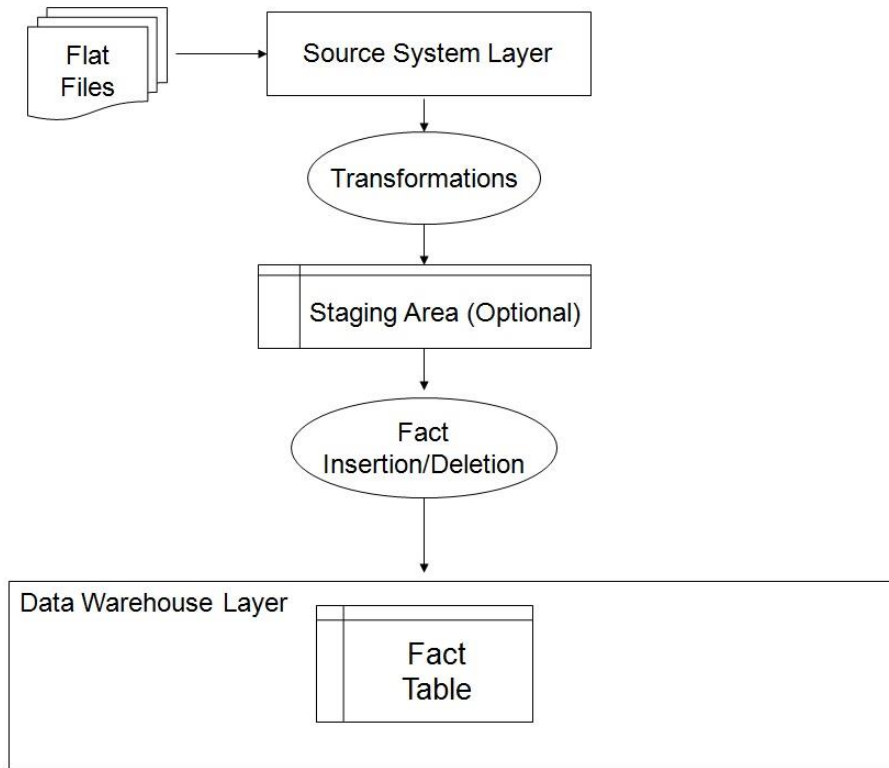 Flat
Files
Source System Layer
Transformations
Staging Area (Optional)
Fact
Insertion/Deletion
Data Warehouse Layer
Fact
Table